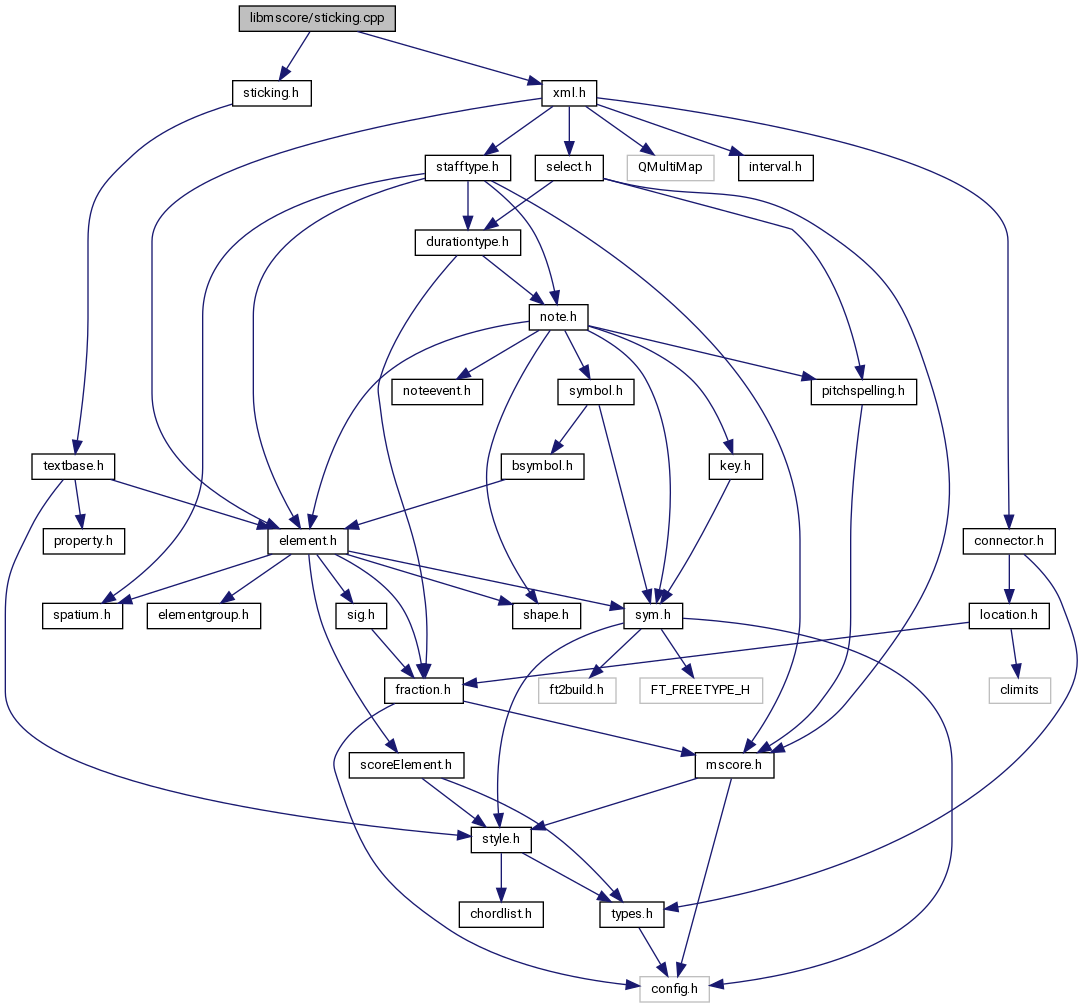 libmscore/sticking.cpp
sticking.h
xml.h
stafftype.h
select.h
QMultiMap
interval.h
durationtype.h
note.h
noteevent.h
symbol.h
pitchspelling.h
textbase.h
bsymbol.h
key.h
property.h
element.h
connector.h
spatium.h
elementgroup.h
sig.h
shape.h
sym.h
location.h
fraction.h
ft2build.h
FT_FREETYPE_H
climits
scoreElement.h
mscore.h
style.h
chordlist.h
types.h
config.h